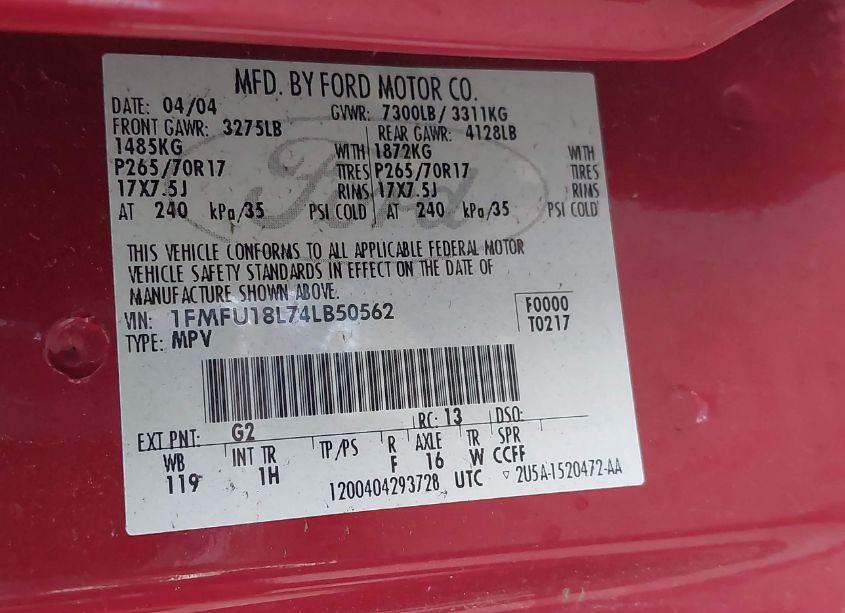 MFD. BY FORD MOTOR CO.
DATE: 04/04 GVWR: 7300LB/ 3311KG
FRONT GAWR: 3275LB REAR GAWR: 4128LB
1485KG WITH 1872KG WITH
P265/70R17 TIRES P265/70R17 TIRES
17X7.5J RIMS 17X7.5J RIMS
AT 240 kPa/35 PSI COLD AT 240 kPa/35 PSI COLD
Ford
THIS VEHICLE CONFORMS TO ALL APPLICABLE FEDERAL MOTOR
VEHICLE SAFETY STANDARDS IN EFFECT ON THE DATE OF
MANUFACTURE SHOWN ABOVE.
VIN: 1FMFU18L74LB50562 F0000
TYPE: MPV T0217
EXT PNT: G2 RC: 13 DSO:
WB INT TR TP/PS R AXLE TR SPR
119 1H F 16 W CCFF
1200404293728 UTC ▽ 2U5A-1520472-AA